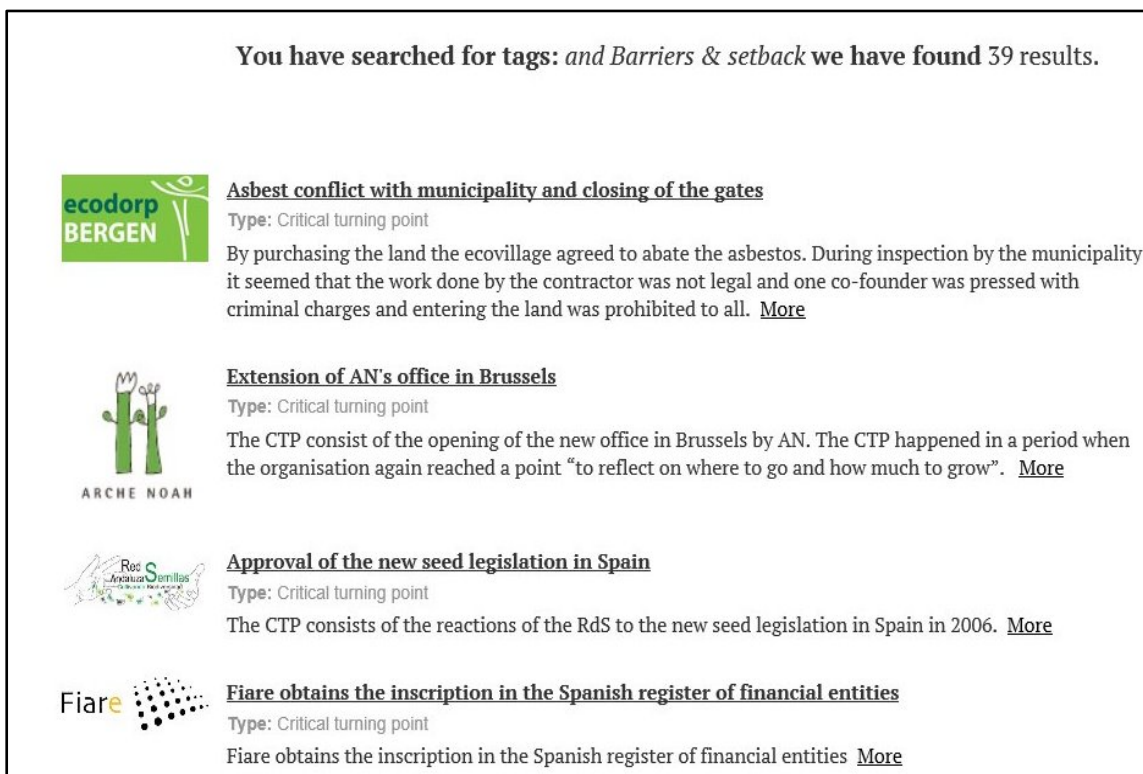 You have searched for tags: and Barriers & setback we have found 39 results.
ecodorp
BERGEN
Asbest conflict with municipality and closing of the gates
Type: Critical turning point
By purchasing the land the ecovillage agreed to abate the asbestos. During inspection by the municipality
it seemed that the work done by the contractor was not legal and one co-founder was pressed with
criminal charges and entering the land was prohibited to all. More
ARCHE NOAH
Extension of AN's office in Brussels
Type: Critical turning point
The CTP consist of the opening of the new office in Brussels by AN. The CTP happened in a period when
the organisation again reached a point “to reflect on where to go and how much to grow”. More
Red
Andaluza Semillas
Approval of the new seed legislation in Spain
Type: Critical turning point
The CTP consists of the reactions of the RdS to the new seed legislation in Spain in 2006. More
Fiare
Fiare obtains the inscription in the Spanish register of financial entities
Type: Critical turning point
Fiare obtains the inscription in the Spanish register of financial entities More